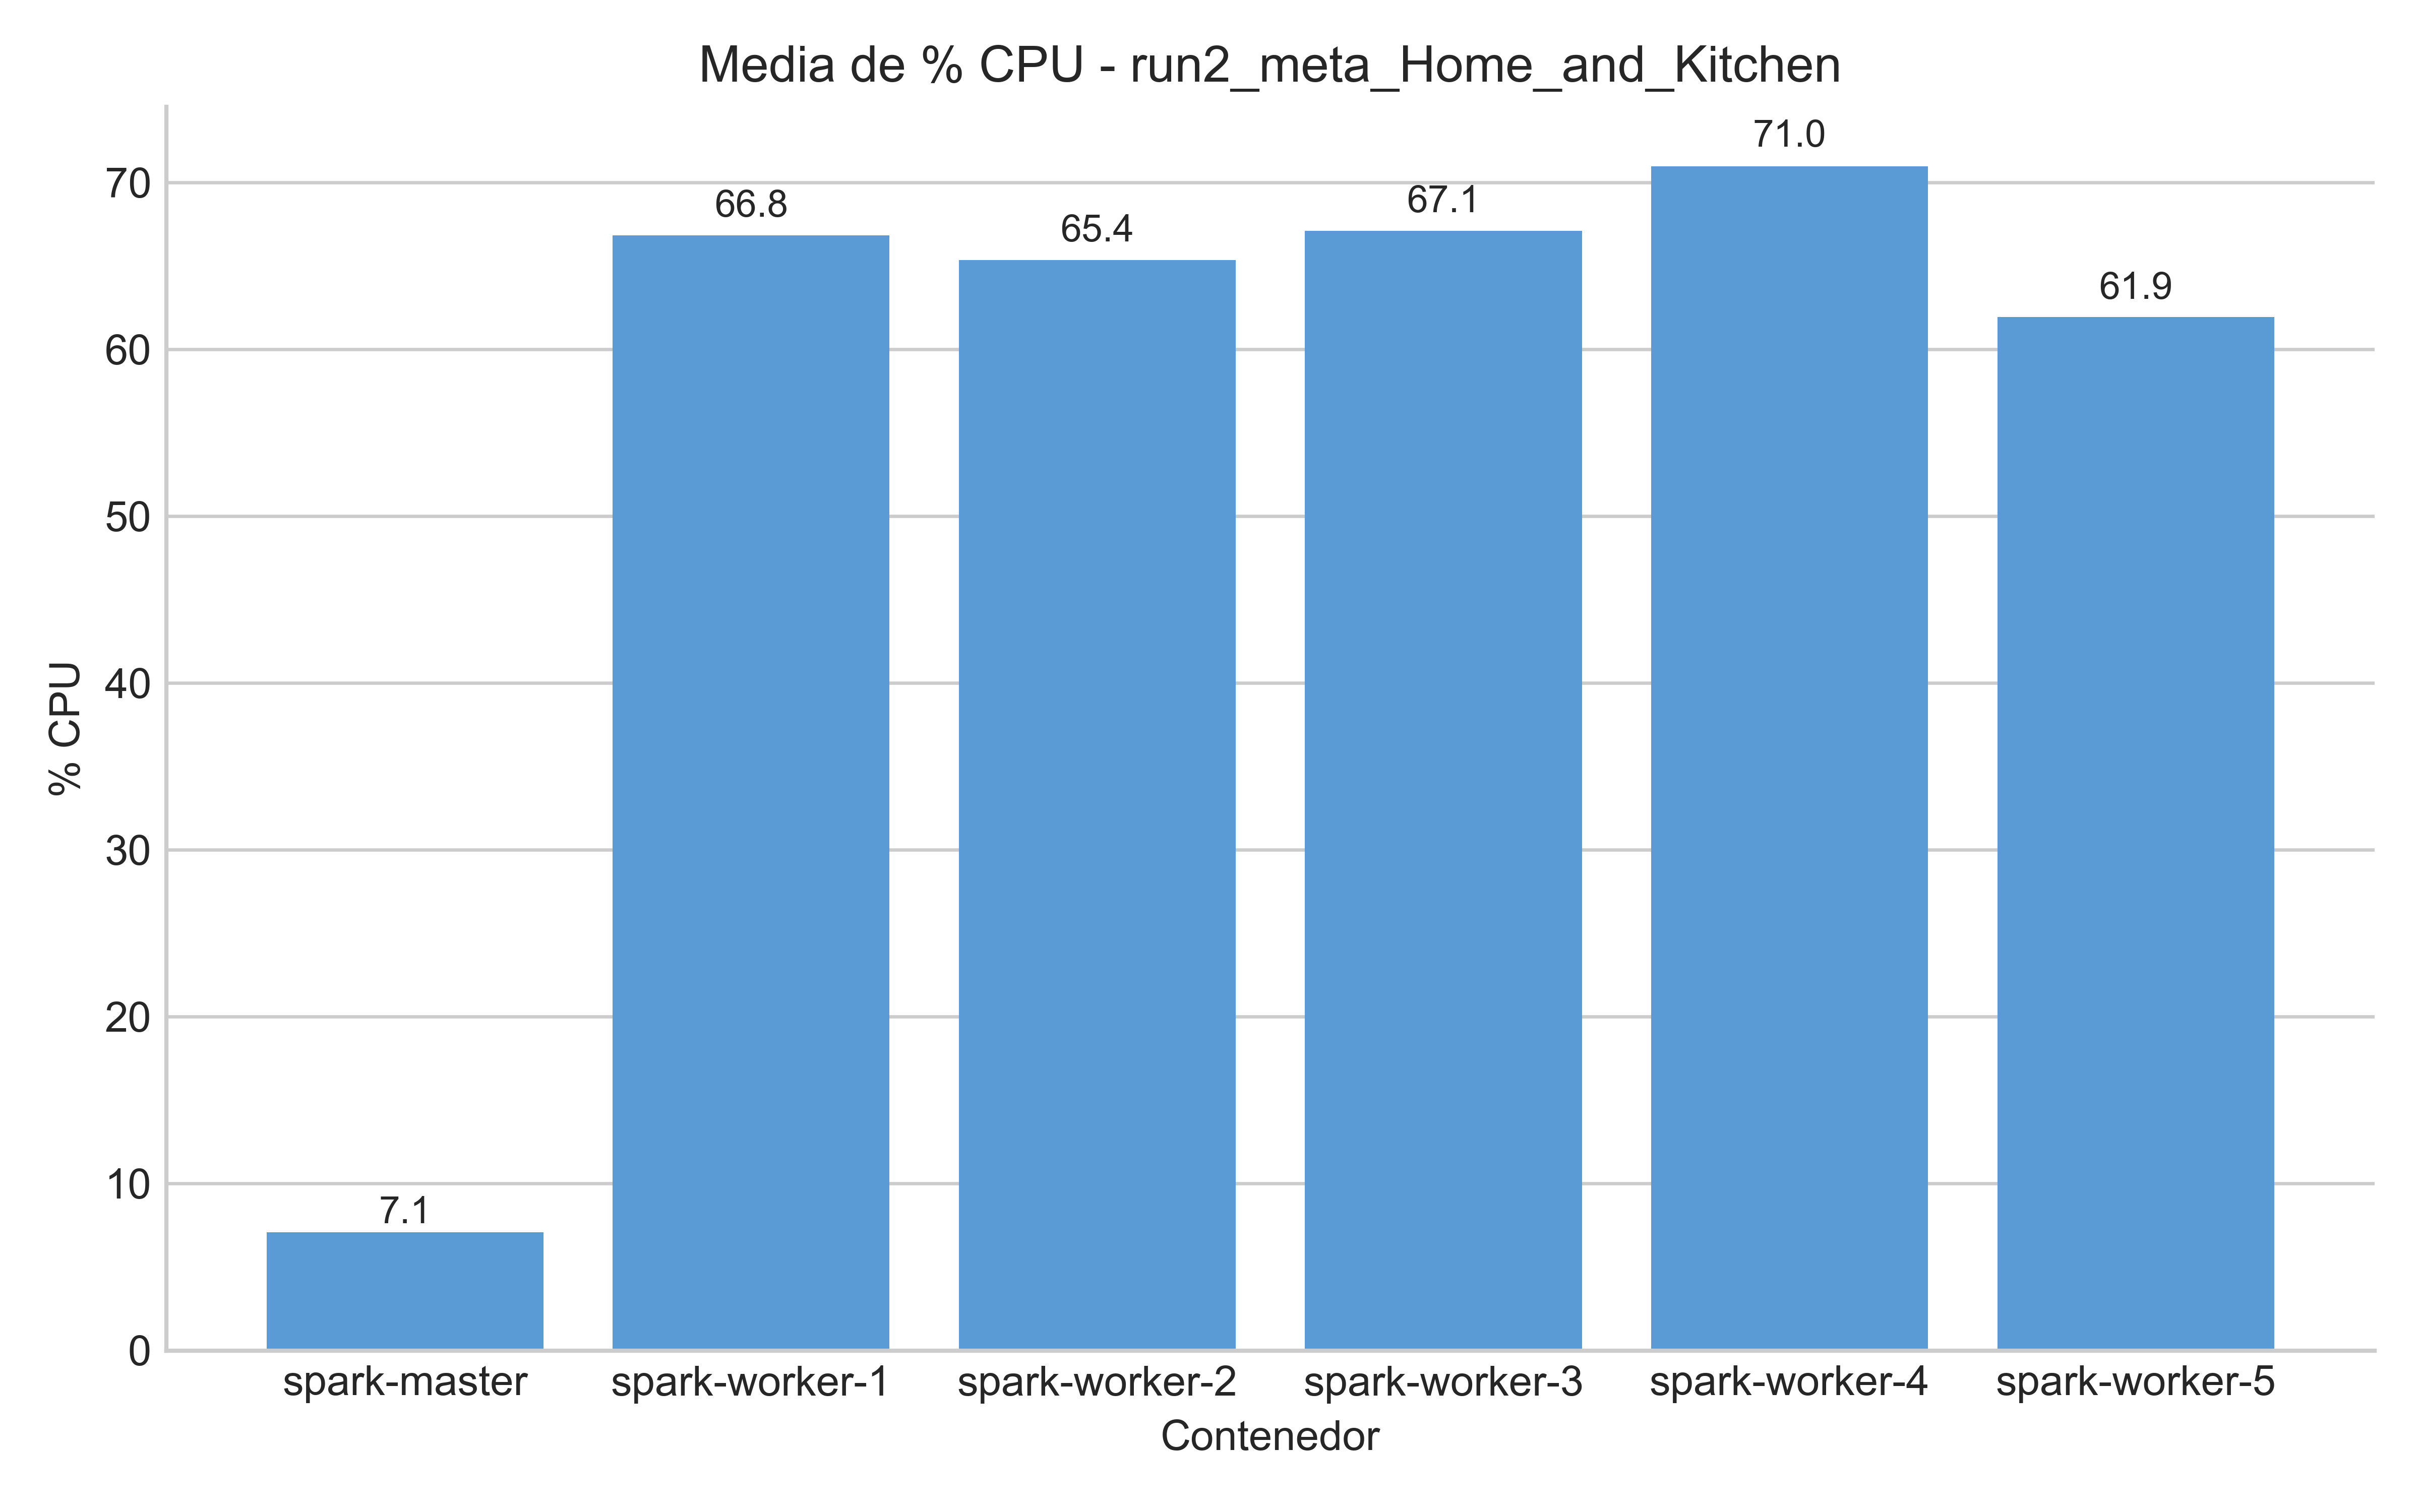 Media de % CPU - run2_meta_Home_and_Kitchen
% CPU
70
60
50
40
30
20
10
0
7.1
66.8
65.4
67.1
71.0
61.9
spark-master
spark-worker-1
spark-worker-2
spark-worker-3
spark-worker-4
spark-worker-5
Contenedor